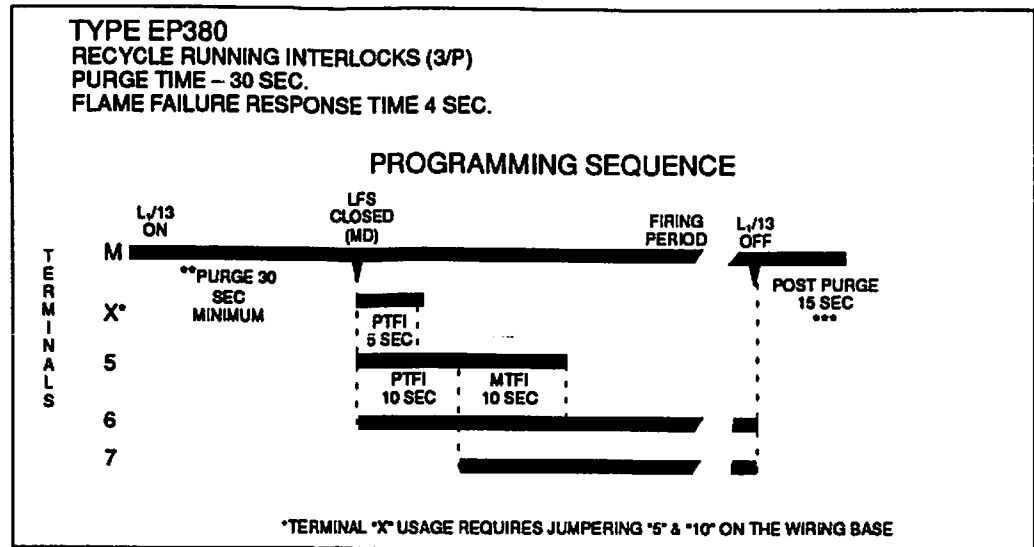 TYPE EP380
RECYCLE RUNNING INTERLOCKS (3/P)
PURGE TIME – 30 SEC.
FLAME FAILURE RESPONSE TIME 4 SEC.
PROGRAMMING SEQUENCE
L₁/13
ON
LFS
CLOSED
(MD)
FIRING
PERIOD
L₁/13
OFF
TERMINALS
M
**PURGE 30
SEC
MINIMUM
POST PURGE
15 SEC
***
X*
PTFI
5 SEC
5
PTFI
10 SEC
MTFI
10 SEC
6
7
*TERMINAL "X" USAGE REQUIRES JUMPERING "5" & "10" ON THE WIRING BASE